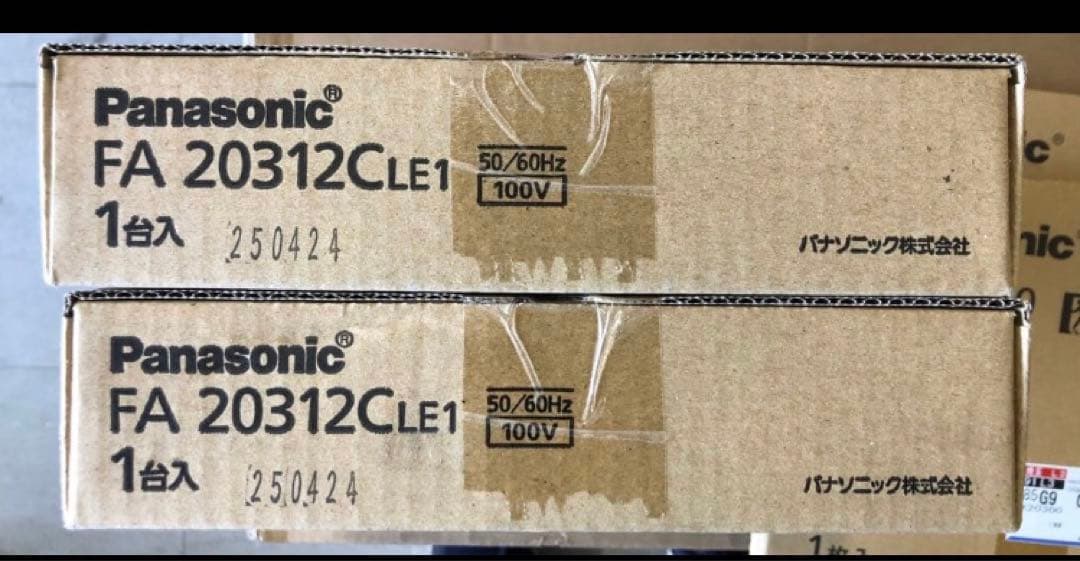 Panasonic®
FA 20312CLE1
50/60Hz
100V
1台入
250424
パナソニック株式会社
Panasonic®
FA 20312CLE1
50/60Hz
100V
1台入
250424
パナソニック株式会社
c®
nic
85G9